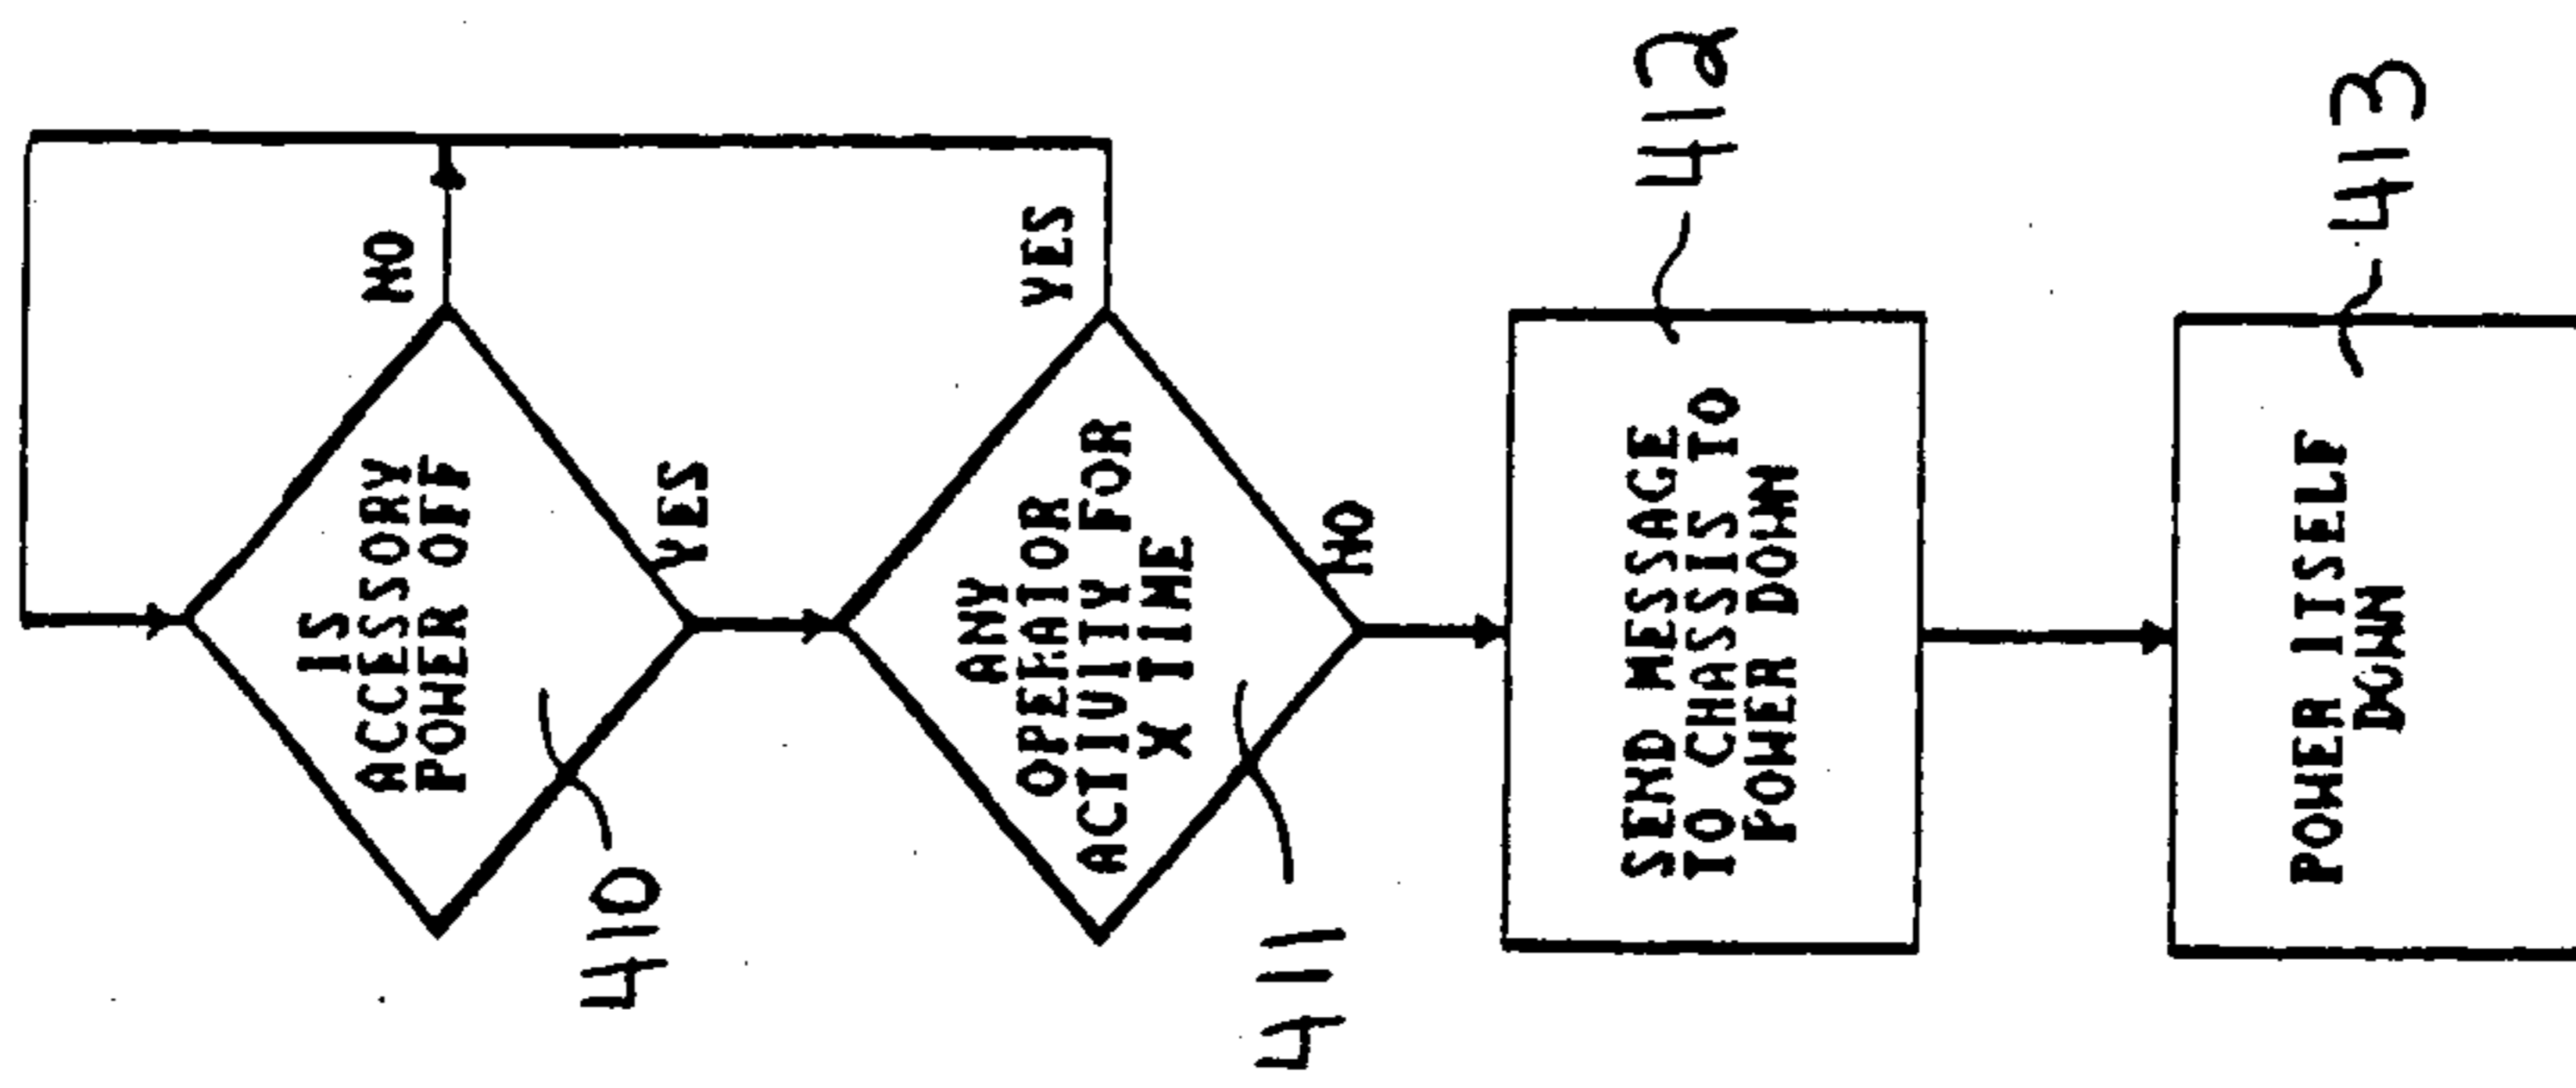 IS
ACCESSORY
POWER OFF
NO
YES
410
ANY
OPERATOR
ACTIVITY FOR
X TIME
YES
NO
411
SEND MESSAGE
TO CHASSIS TO
POWER DOWN
412
POWER ITSELF
DOWN
413